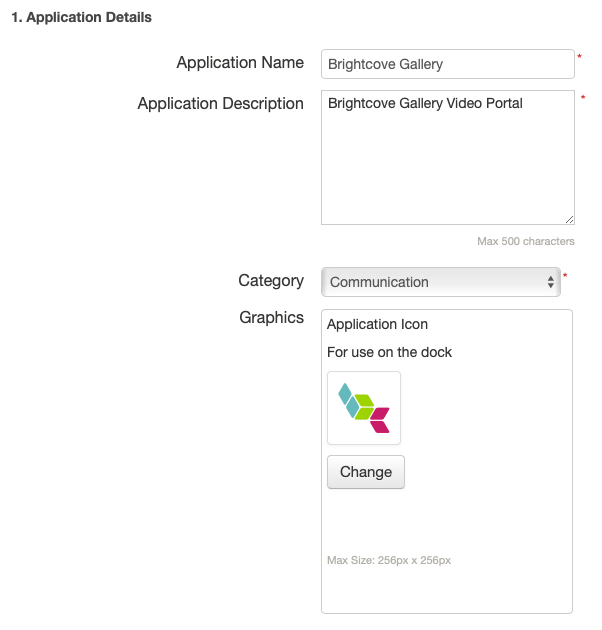 1. Application Details
Application Name
Brightcove Gallery *
Application Description
Brightcove Gallery Video Portal *
Max 500 characters
Category
Communication *
Graphics
Application Icon
For use on the dock
Change
Max Size: 256px x 256px